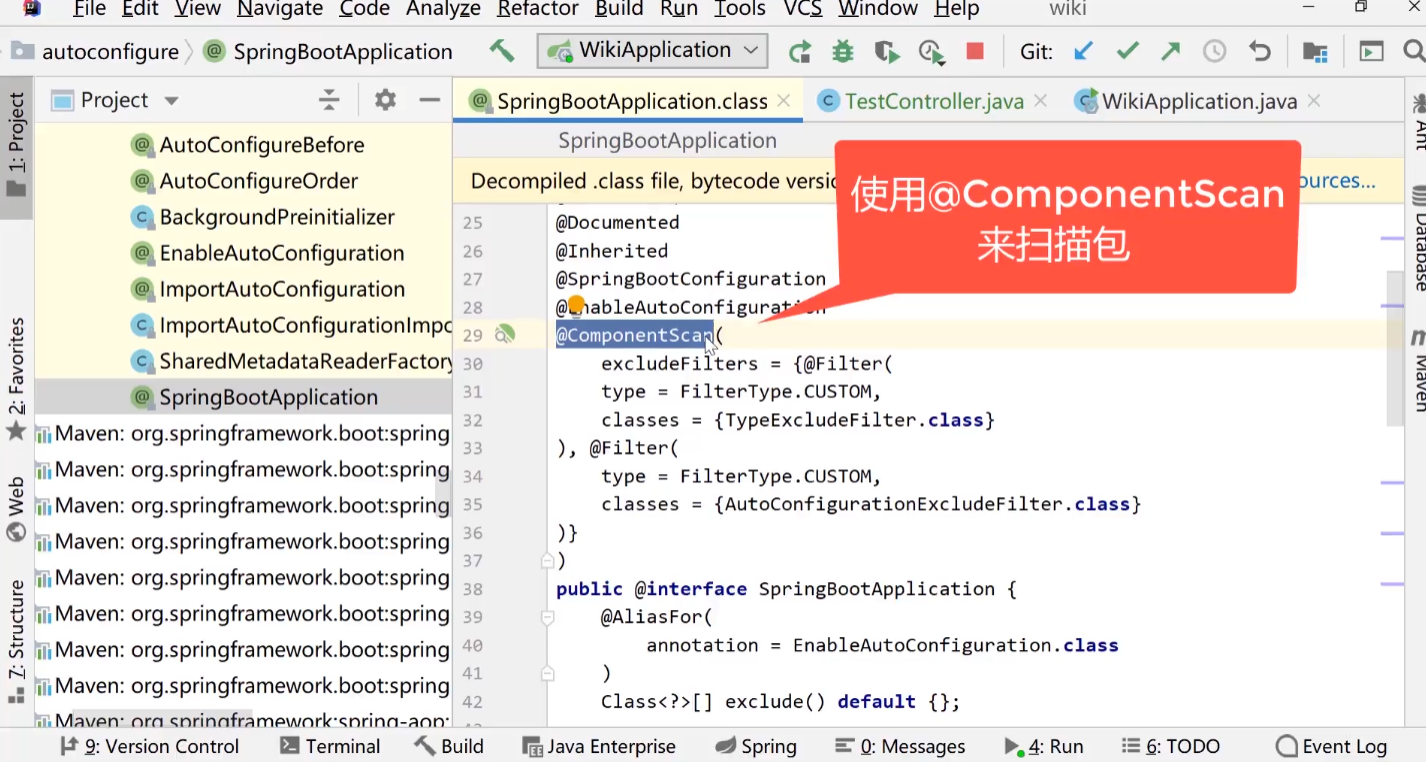 File Edit View Navigate Code Analyze Refactor Build Run Tools VCS Window Help wiki
autoconfigure SpringBootApplication WikiApplication Git:
1: Project
2: Favorites
Web
Z: Structure
Project
AutoConfigureBefore
AutoConfigureOrder
BackgroundPreinitializer
EnableAutoConfiguration
ImportAutoConfiguration
ImportAutoConfigurationImpo
SharedMetadataReaderFactory
SpringBootApplication
Maven: org.springframework.boot:spring
Maven: org.springframework.boot:spring
Maven: org.springframework.boot:spring
Maven: org.springframework.boot:spring
Maven: org.springframework.boot:spring
Maven: org.springframework.boot:spring
Maven: org.springframework.boot:spring
Maven: org.springframework.boot:spring
Maven: org.springframework:spring-aop:
SpringBootApplication.class TestController.java WikiApplication.java
SpringBootApplication
Decompiled .class file, bytecode versio ources...
使用@ComponentScan
来扫描包
25 @Documented
26 @Inherited
27 @SpringBootConfiguration
28 @EnableAutoConfiguration
29 @ComponentScan(
30 excludeFilters = {@Filter(
31 type = FilterType.CUSTOM,
32 classes = {TypeExcludeFilter.class}
33 ), @Filter(
34 type = FilterType.CUSTOM,
35 classes = {AutoConfigurationExcludeFilter.class}
36 )}
37 )
38 public @interface SpringBootApplication {
39 @AliasFor(
40 annotation = EnableAutoConfiguration.class
41 )
42 Class<?>[] exclude() default {};
Ant
Database
Maven
9: Version Control Terminal Build Java Enterprise Spring 0: Messages 4: Run 6: TODO Event Log